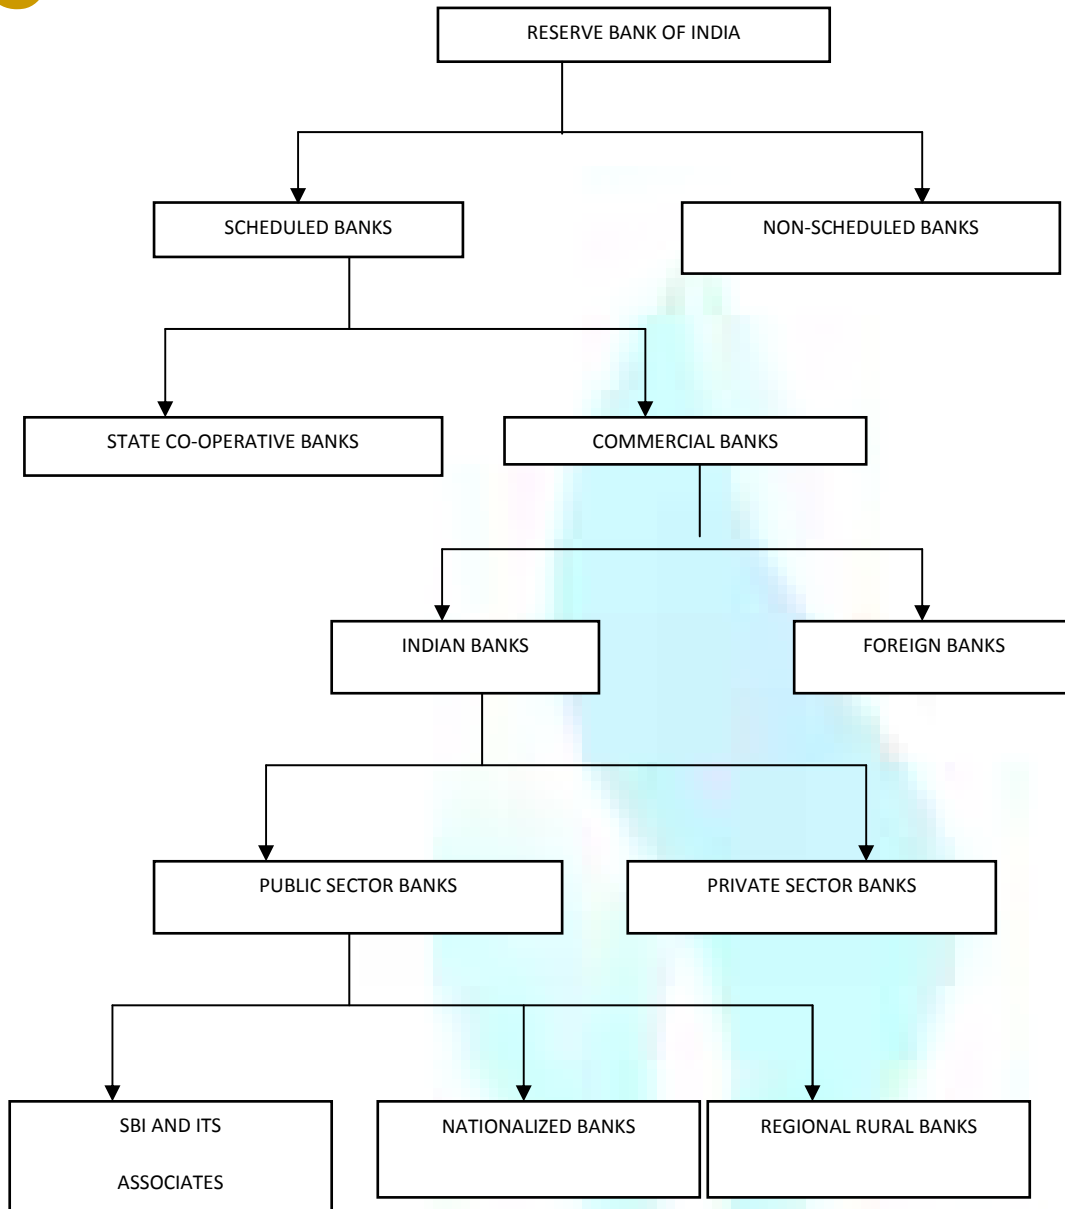 RESERVE BANK OF INDIA
SCHEDULED BANKS
NON-SCHEDULED BANKS
STATE CO-OPERATIVE BANKS
COMMERCIAL BANKS
INDIAN BANKS
FOREIGN BANKS
PUBLIC SECTOR BANKS
PRIVATE SECTOR BANKS
SBI AND ITS
ASSOCIATES
NATIONALIZED BANKS
REGIONAL RURAL BANKS